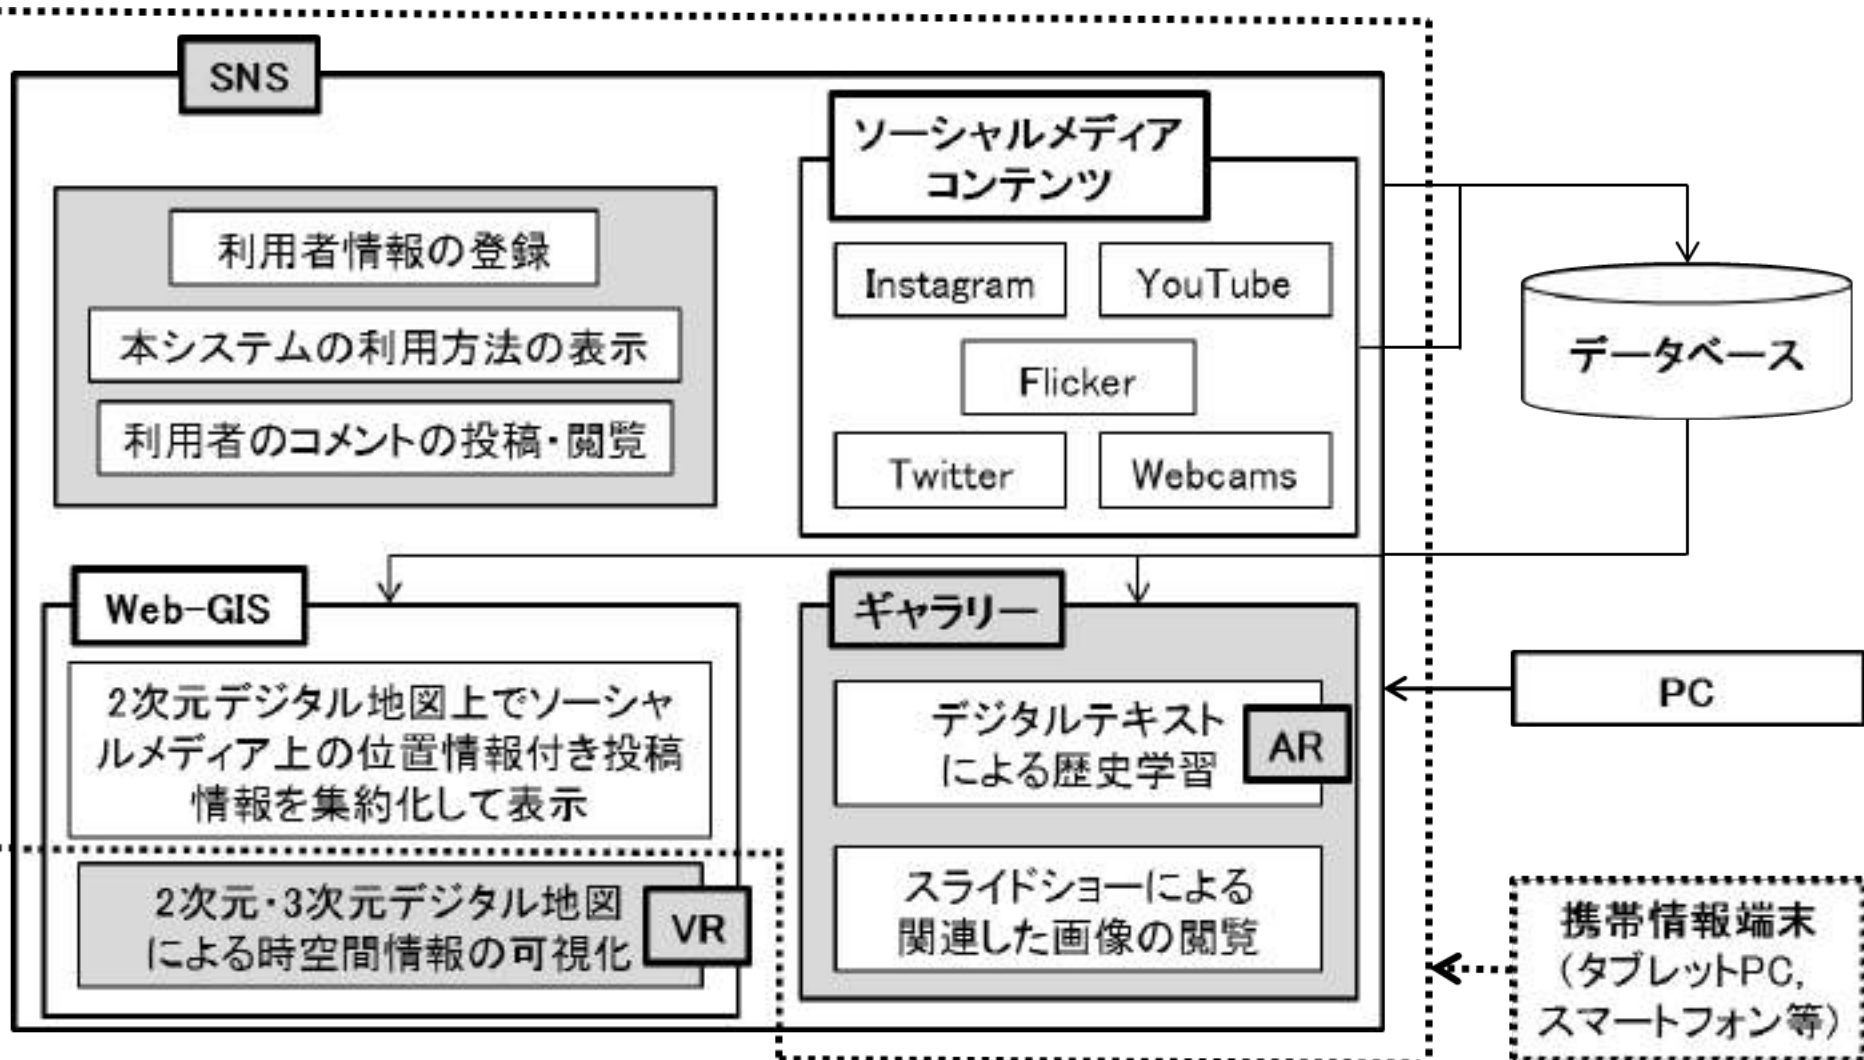 SNS
利用者情報の登録
本システムの利用方法の表示
利用者のコメントの投稿・閲覧
ソーシャルメディア
コンテンツ
Instagram
YouTube
Flicker
Twitter
Webcams
データベース
Web-GIS
2次元デジタル地図上でソーシャ
ルメディア上の位置情報付き投稿
情報を集約化して表示
2次元・3次元デジタル地図
による時空間情報の可視化
VR
ギャラリー
デジタルテキスト
による歴史学習
AR
スライドショーによる
関連した画像の閲覧
PC
携帯情報端末
(タブレットPC,
スマートフォン等)